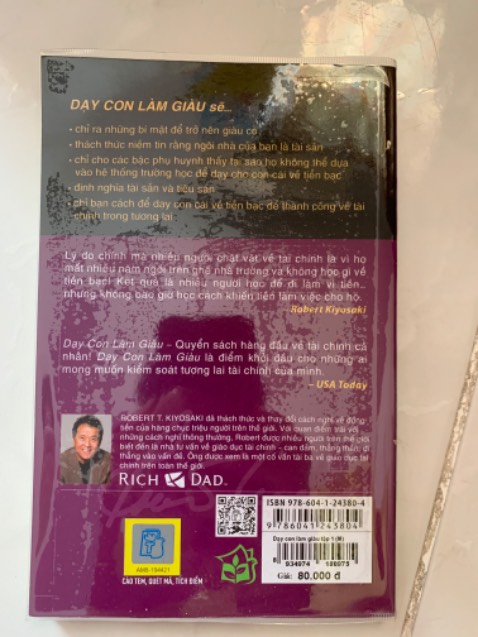 DẠY CON LÀM GIÀU sẽ...
- chỉ ra những bí mật để trở nên giàu có
- thách thức niềm tin rằng ngôi nhà của bạn là tài sản
- chỉ cho các bậc phụ huynh thấy tại sao họ không thể dựa
vào hệ thống trường học để dạy cho con cái về tiền bạc
- định nghĩa tài sản và tiêu sản
- chỉ bạn cách để dạy con cái về tiền bạc để thành công về tài
chính trong tương lai
Lý do chính mà nhiều người chật vật về tài chính là vì họ
mất nhiều năm ngồi trên ghế nhà trường và không học gì về
tiền bạc! Kết quả là nhiều người học để đi làm vì tiền...
nhưng không bao giờ học cách khiến tiền làm việc cho họ.
Robert Kiyosaki
Dạy Con Làm Giàu – Quyển sách hàng đầu về tài chính cá
nhân! Dạy Con Làm Giàu là điểm khởi đầu cho những ai
mong muốn kiểm soát tương lai tài chính của mình.
– USA Today
ROBERT T. KIYOSAKI đã thách thức và thay đổi cách nghĩ về đồng
tiền của hàng chục triệu người trên thế giới. Với quan điểm trái với
những cách nghĩ thông thường, Robert được nhiều người trên thế giới
biết đến là nhà tư vấn về giáo dục tài chính – can đảm, thẳng thắn, đi
thẳng vào vấn đề. Ông được xem là một cố vấn tài ba về giáo dục tài
chính trên toàn thế giới.
RICH DAD
ISBN 978-604-1-24380-4
9 786041 243804
Dạy con làm giàu tập 1 (M)
8 934974 188075
Giá: 80.000 đ
CÀO TEM, QUÉT MÃ, TÍCH ĐIỂM